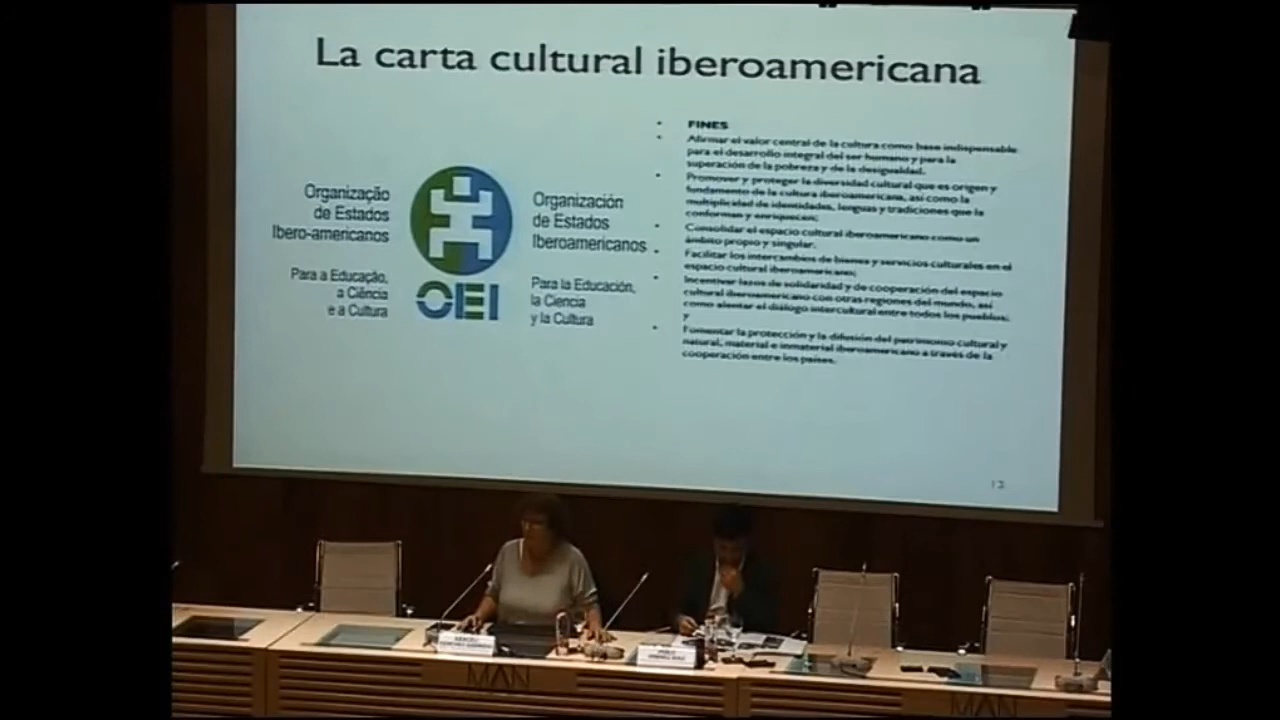 La carta cultural iberoamericana
Organização
de Estados
Ibero-americanos
Para a Educação,
a Ciência
e a Cultura
OEI
Organización
de Estados
Iberoamericanos
Para la Educación,
la Ciencia
y la Cultura
• FINES
• Afirmar el valor central de la cultura como base indispensable
para el desarrollo integral del ser humano y para la
superación de la pobreza y de la desigualdad.
• Promover y proteger la diversidad cultural que es origen y
fundamento de la cultura iberoamericana, así como la
multiplicidad de identidades, lenguas y tradiciones que la
conforman y enriquecen;
• Consolidar el espacio cultural iberoamericano como un
ámbito propio y singular.
• Facilitar los intercambios de bienes y servicios culturales en el
espacio cultural iberoamericano;
• Incentivar lazos de solidaridad y de cooperación del espacio
cultural iberoamericano con otras regiones del mundo, así
como alentar el diálogo intercultural entre todos los pueblos;
y
• Fomentar la protección y la difusión del patrimonio cultural y
natural, material e inmaterial iberoamericano a través de la
cooperación entre los países.
13
MAN
MAN